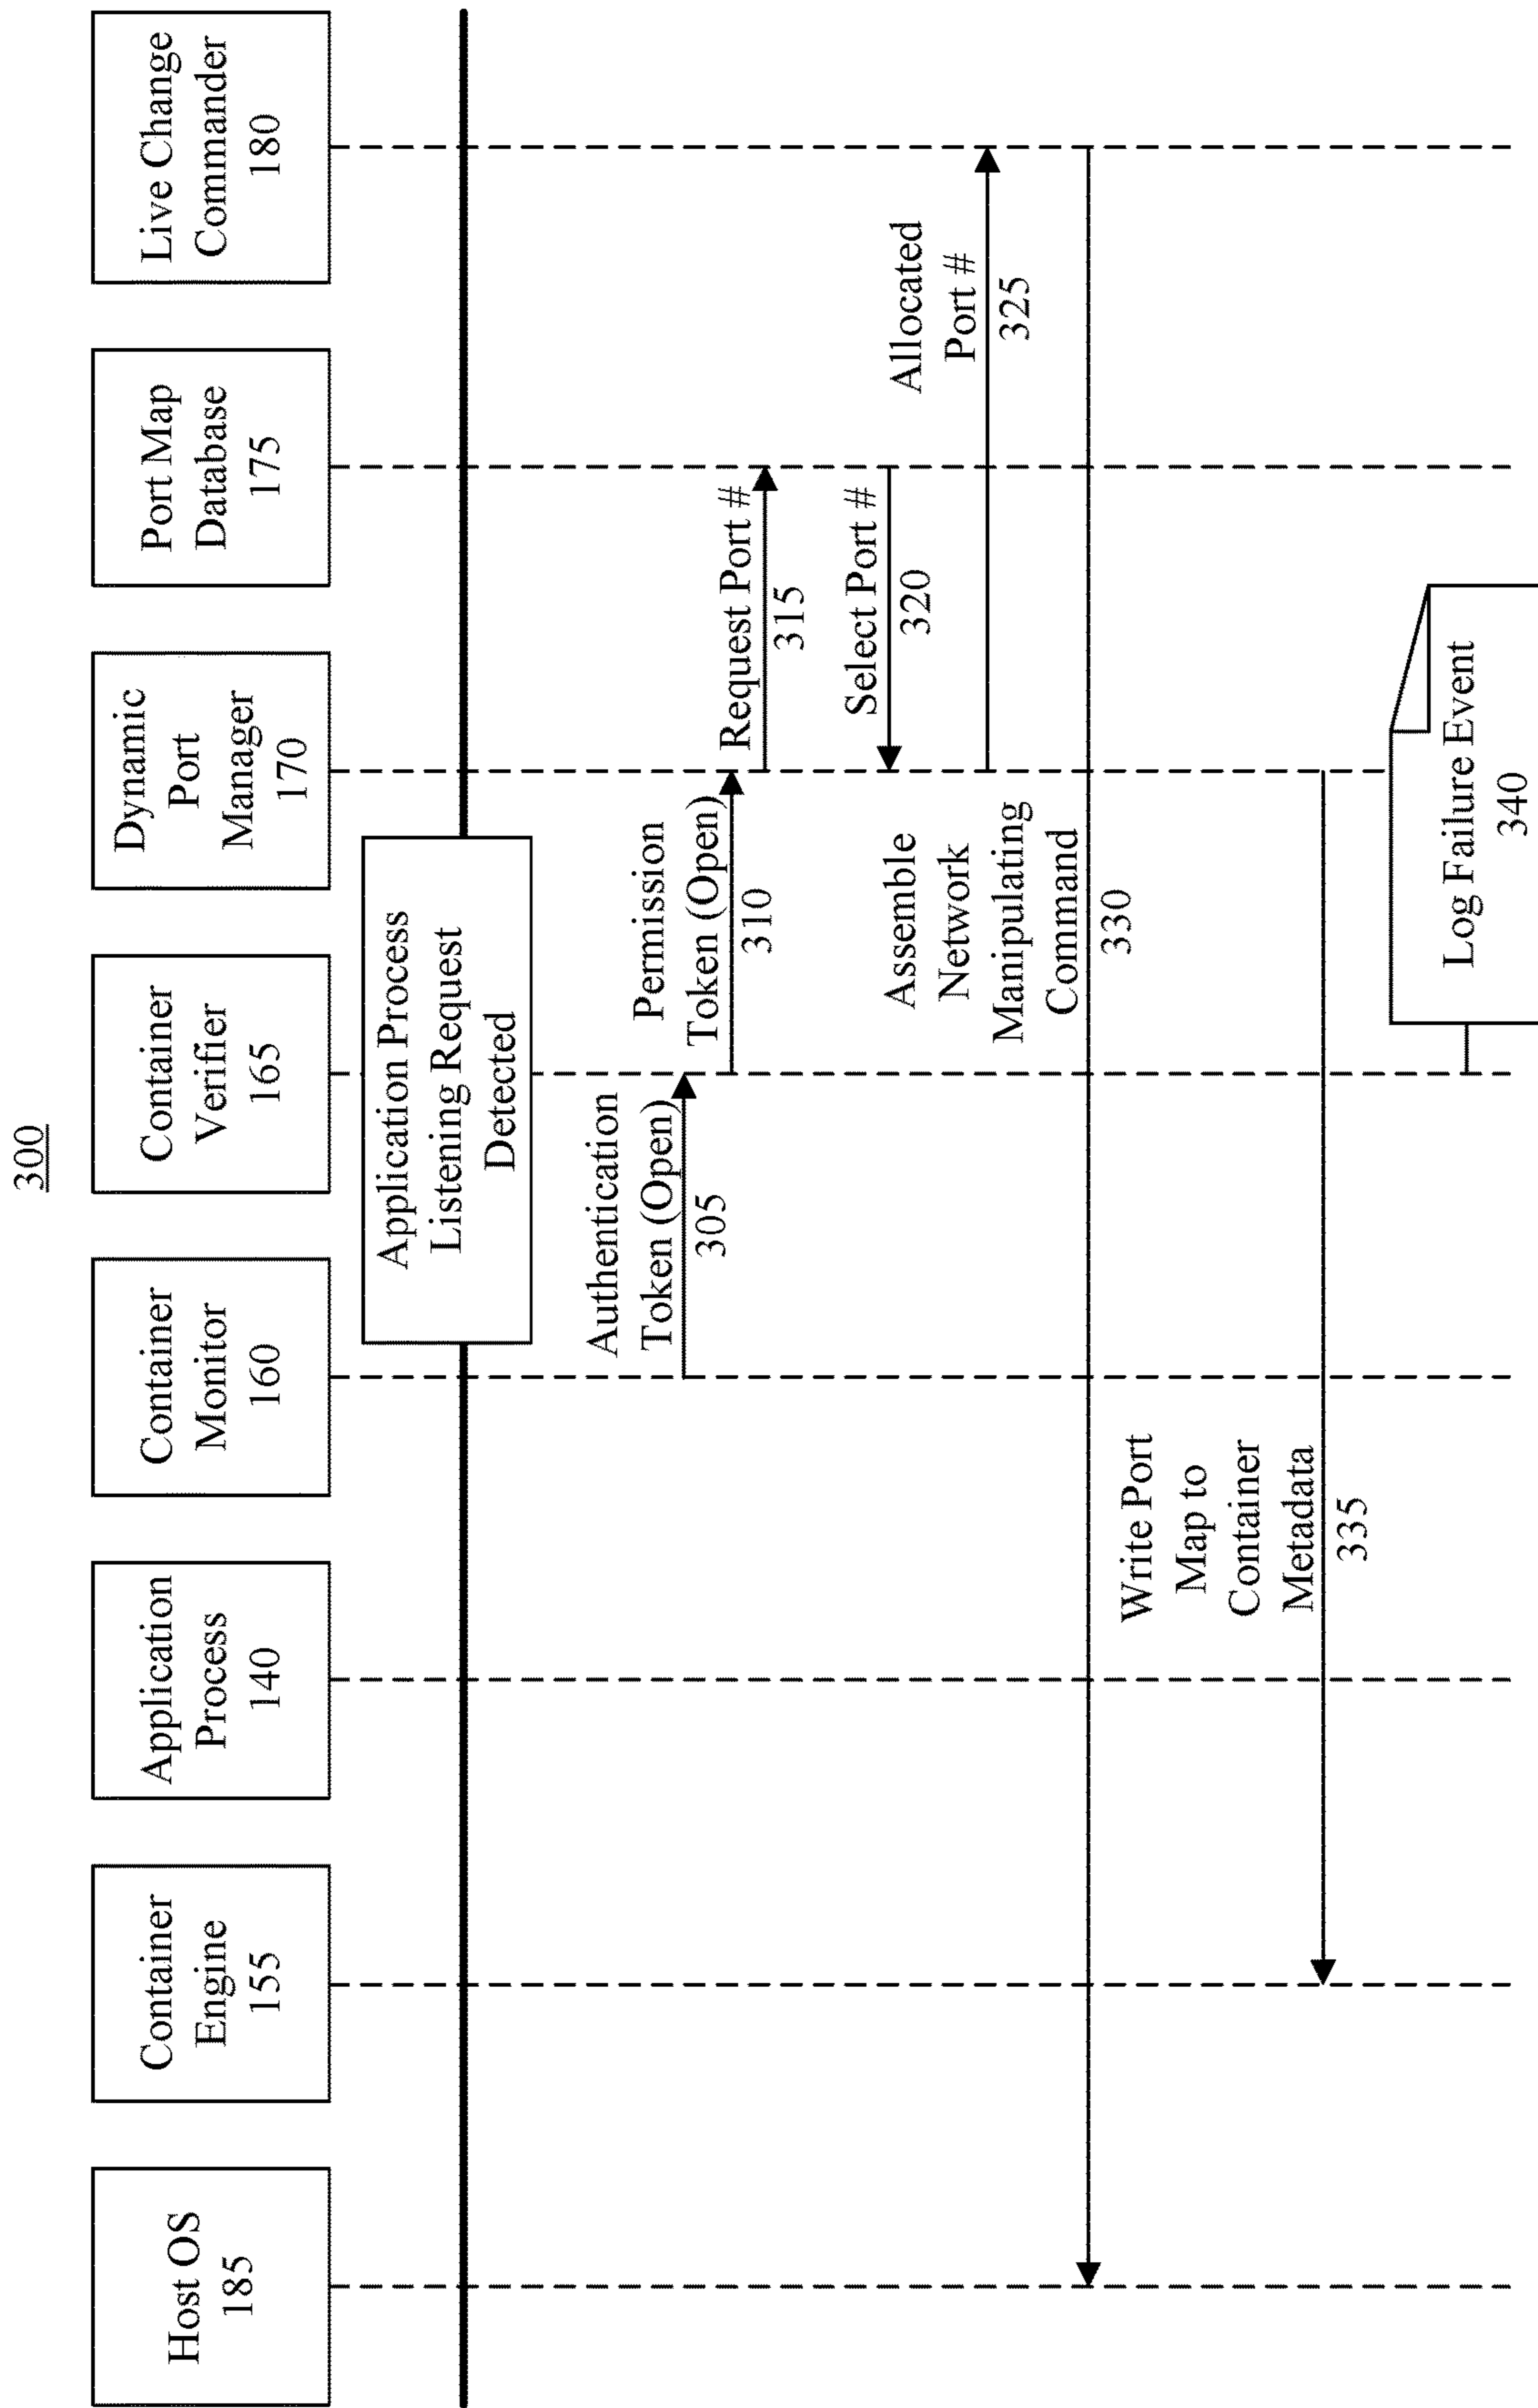 300
Host OS
185
Container
Engine
155
Application
Process
140
Container
Monitor
160
Container
Verifier
165
Dynamic
Port
Manager
170
Port Map
Database
175
Live Change
Commander
180
Application Process
Listening Request
Detected
Authentication
Token (Open)
305
Permission
Token (Open)
310
Request Port #
315
Select Port #
320
Allocated
Port #
325
Assemble
Network
Manipulating
Command
330
Write Port
Map to
Container
Metadata
335
Log Failure Event
340